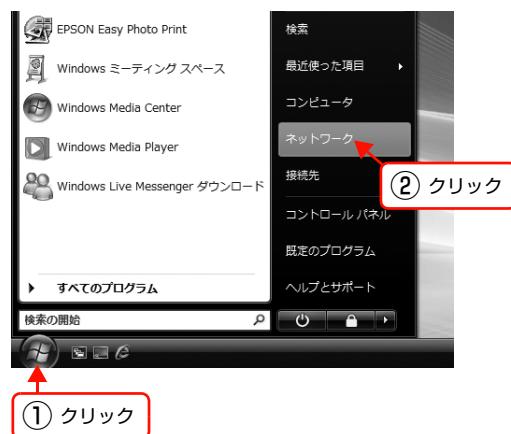 EPSON Easy Photo Print
Windows ミーティング スペース
Windows Media Center
Windows Media Player
Windows Live Messenger ダウンロード
すべてのプログラム
検索の開始
検索
最近使った項目
コンピュータ
ネットワーク
接続先
コントロール パネル
既定のプログラム
ヘルプとサポート
② クリック
① クリック